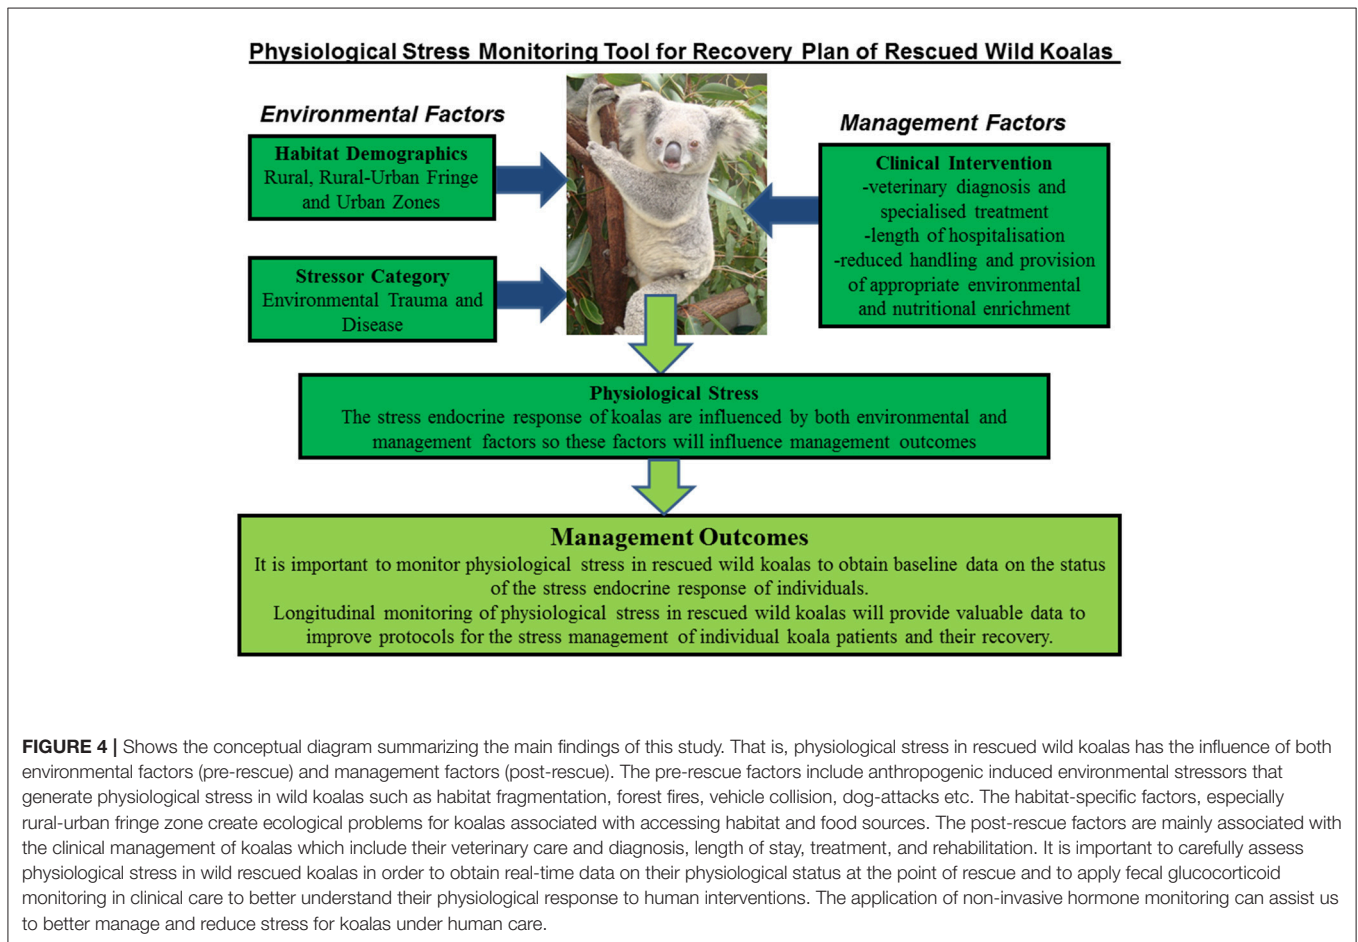 Physiological Stress Monitoring Tool for Recovery Plan of Rescued Wild Koalas
Environmental Factors
Habitat Demographics
Rural, Rural-Urban Fringe
and Urban Zones
Stressor Category
Environmental Trauma and
Disease
Management Factors
Clinical Intervention
-veterinary diagnosis and
specialised treatment
-length of hospitalisation
-reduced handling and provision
of appropriate environmental
and nutritional enrichment
Physiological Stress
The stress endocrine response of koalas are influenced by both environmental and
management factors so these factors will influence management outcomes
Management Outcomes
It is important to monitor physiological stress in rescued wild koalas to obtain baseline data on the status
of the stress endocrine response of individuals.
Longitudinal monitoring of physiological stress in rescued wild koalas will provide valuable data to
improve protocols for the stress management of individual koala patients and their recovery.
FIGURE 4 | Shows the conceptual diagram summarizing the main findings of this study. That is, physiological stress in rescued wild koalas has the influence of both
environmental factors (pre-rescue) and management factors (post-rescue). The pre-rescue factors include anthropogenic induced environmental stressors that
generate physiological stress in wild koalas such as habitat fragmentation, forest fires, vehicle collision, dog-attacks etc. The habitat-specific factors, especially
rural-urban fringe zone create ecological problems for koalas associated with accessing habitat and food sources. The post-rescue factors are mainly associated with
the clinical management of koalas which include their veterinary care and diagnosis, length of stay, treatment, and rehabilitation. It is important to carefully assess
physiological stress in wild rescued koalas in order to obtain real-time data on their physiological status at the point of rescue and to apply fecal glucocorticoid
monitoring in clinical care to better understand their physiological response to human interventions. The application of non-invasive hormone monitoring can assist us
to better manage and reduce stress for koalas under human care.